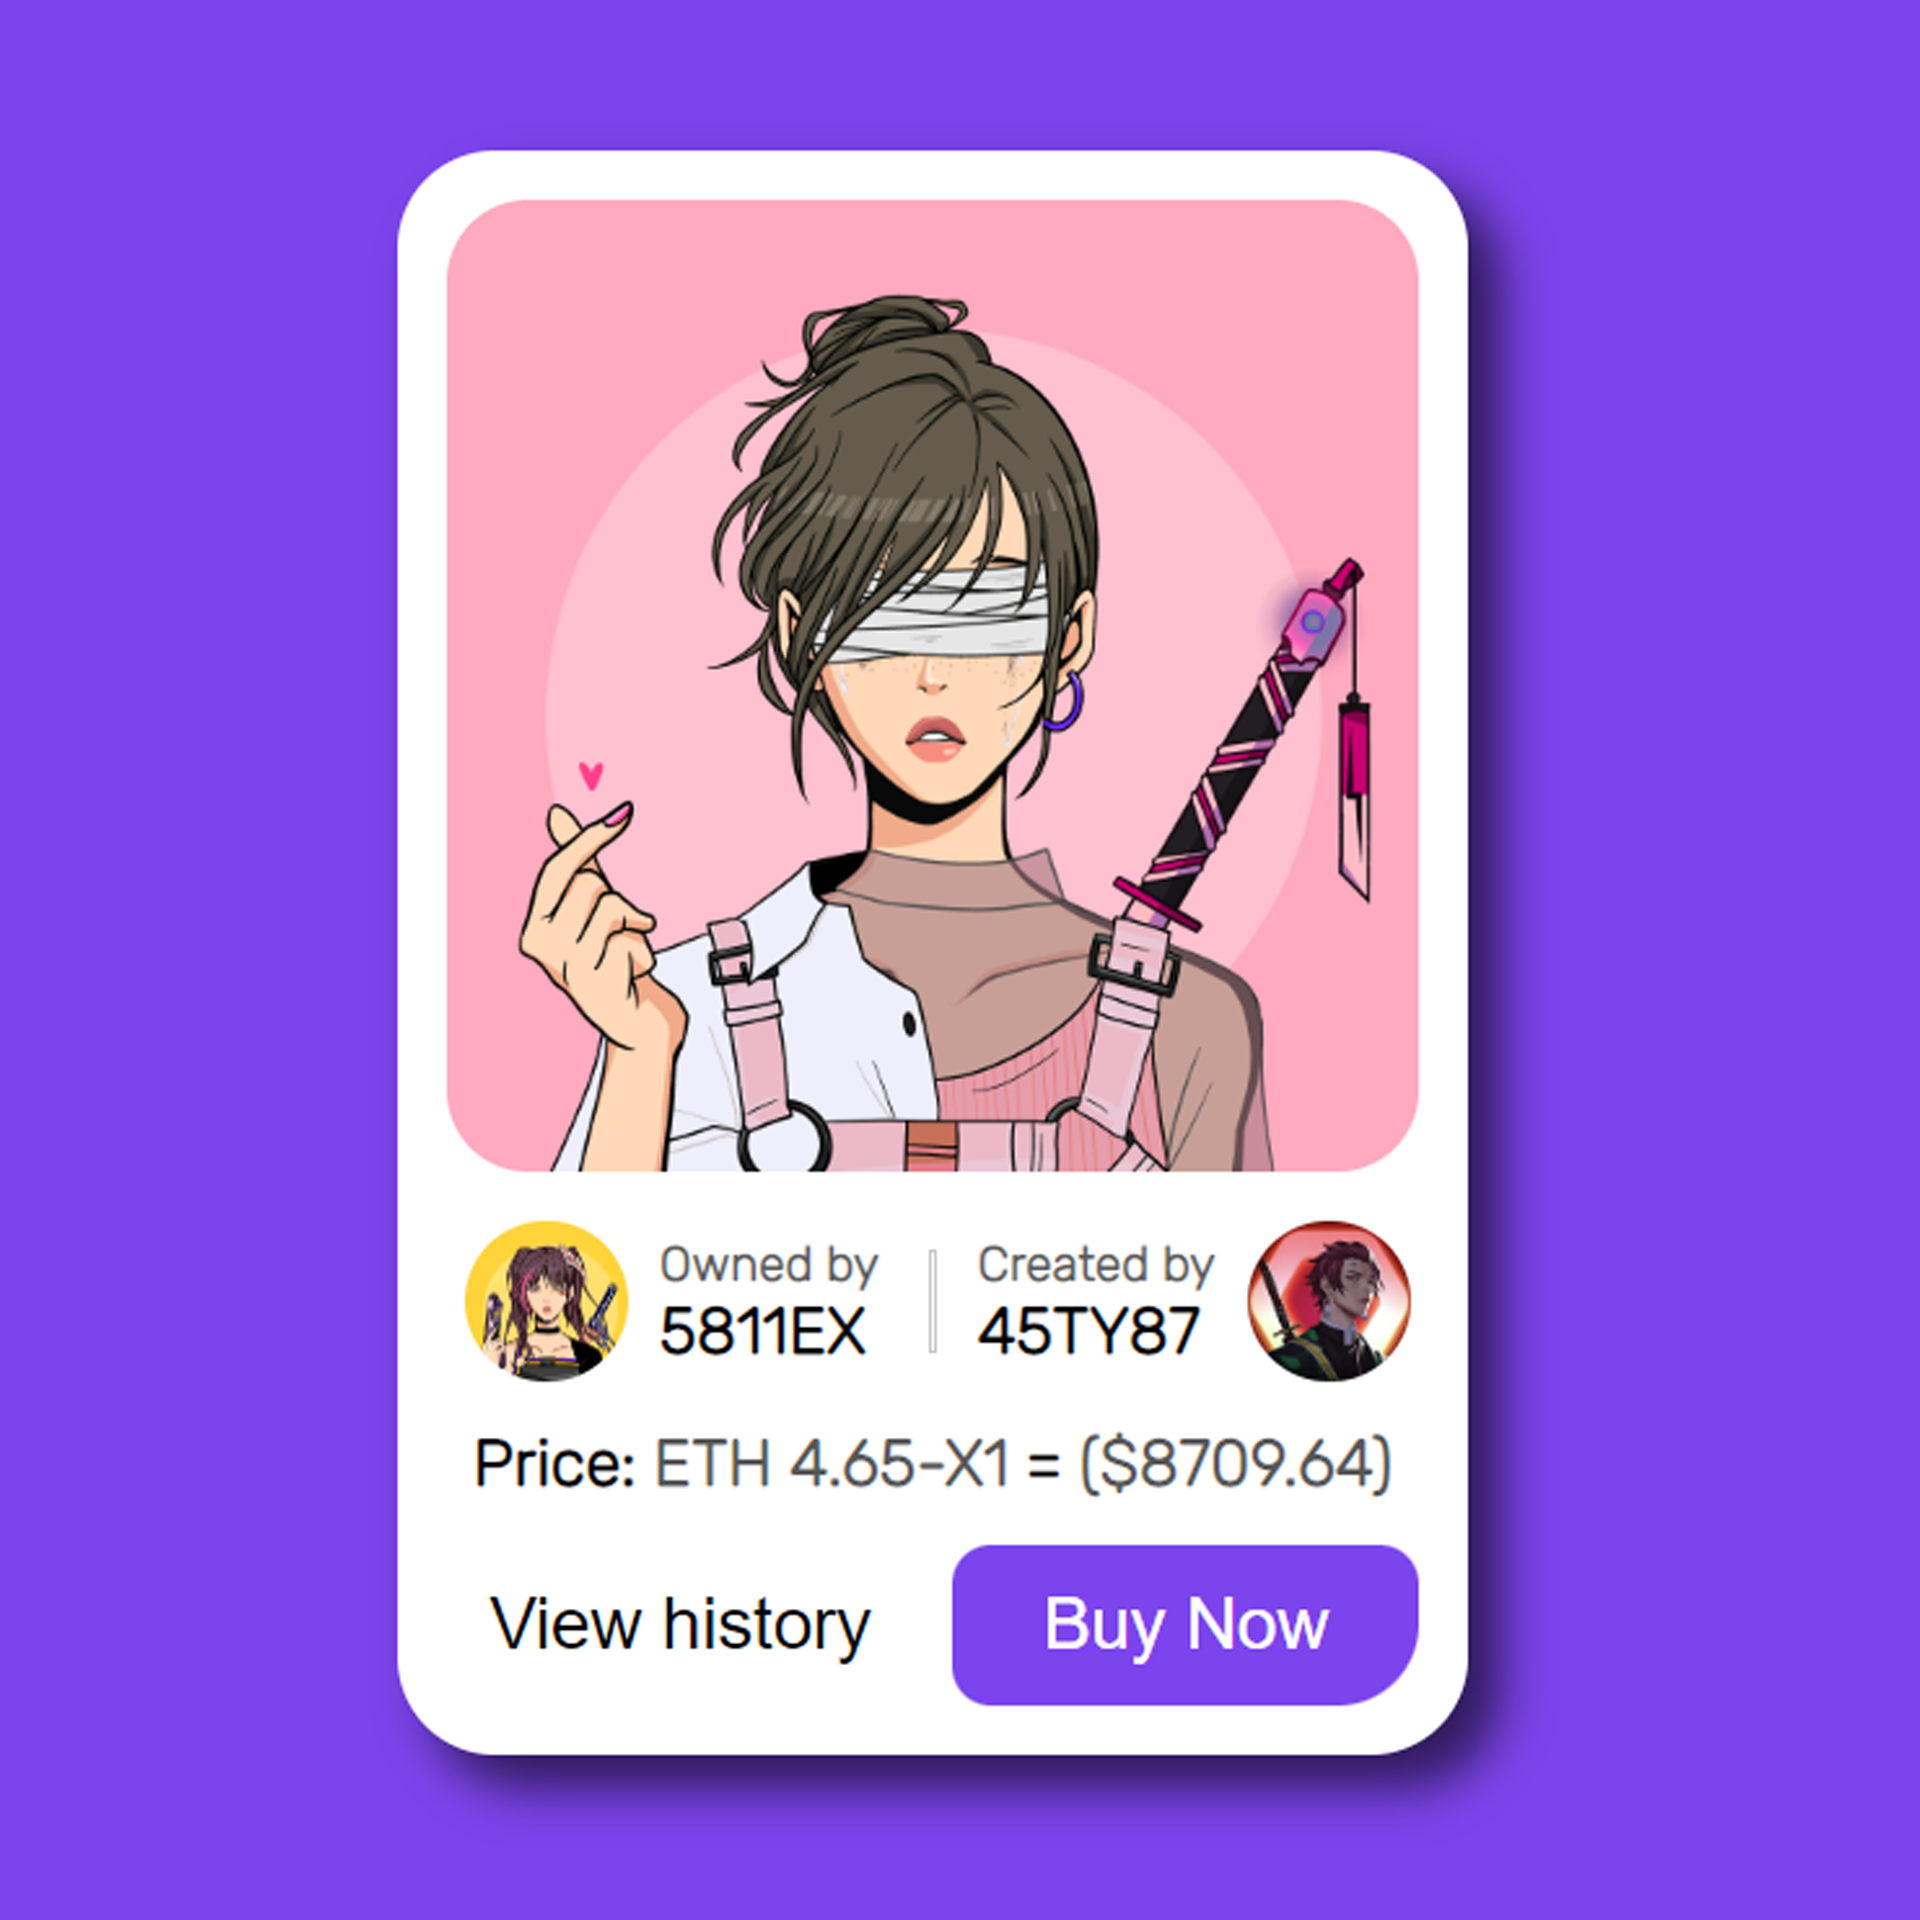 Owned by
5811EX
Created by
45TY87
Price: ETH 4.65-X1 = ($8709.64)
View history
Buy Now